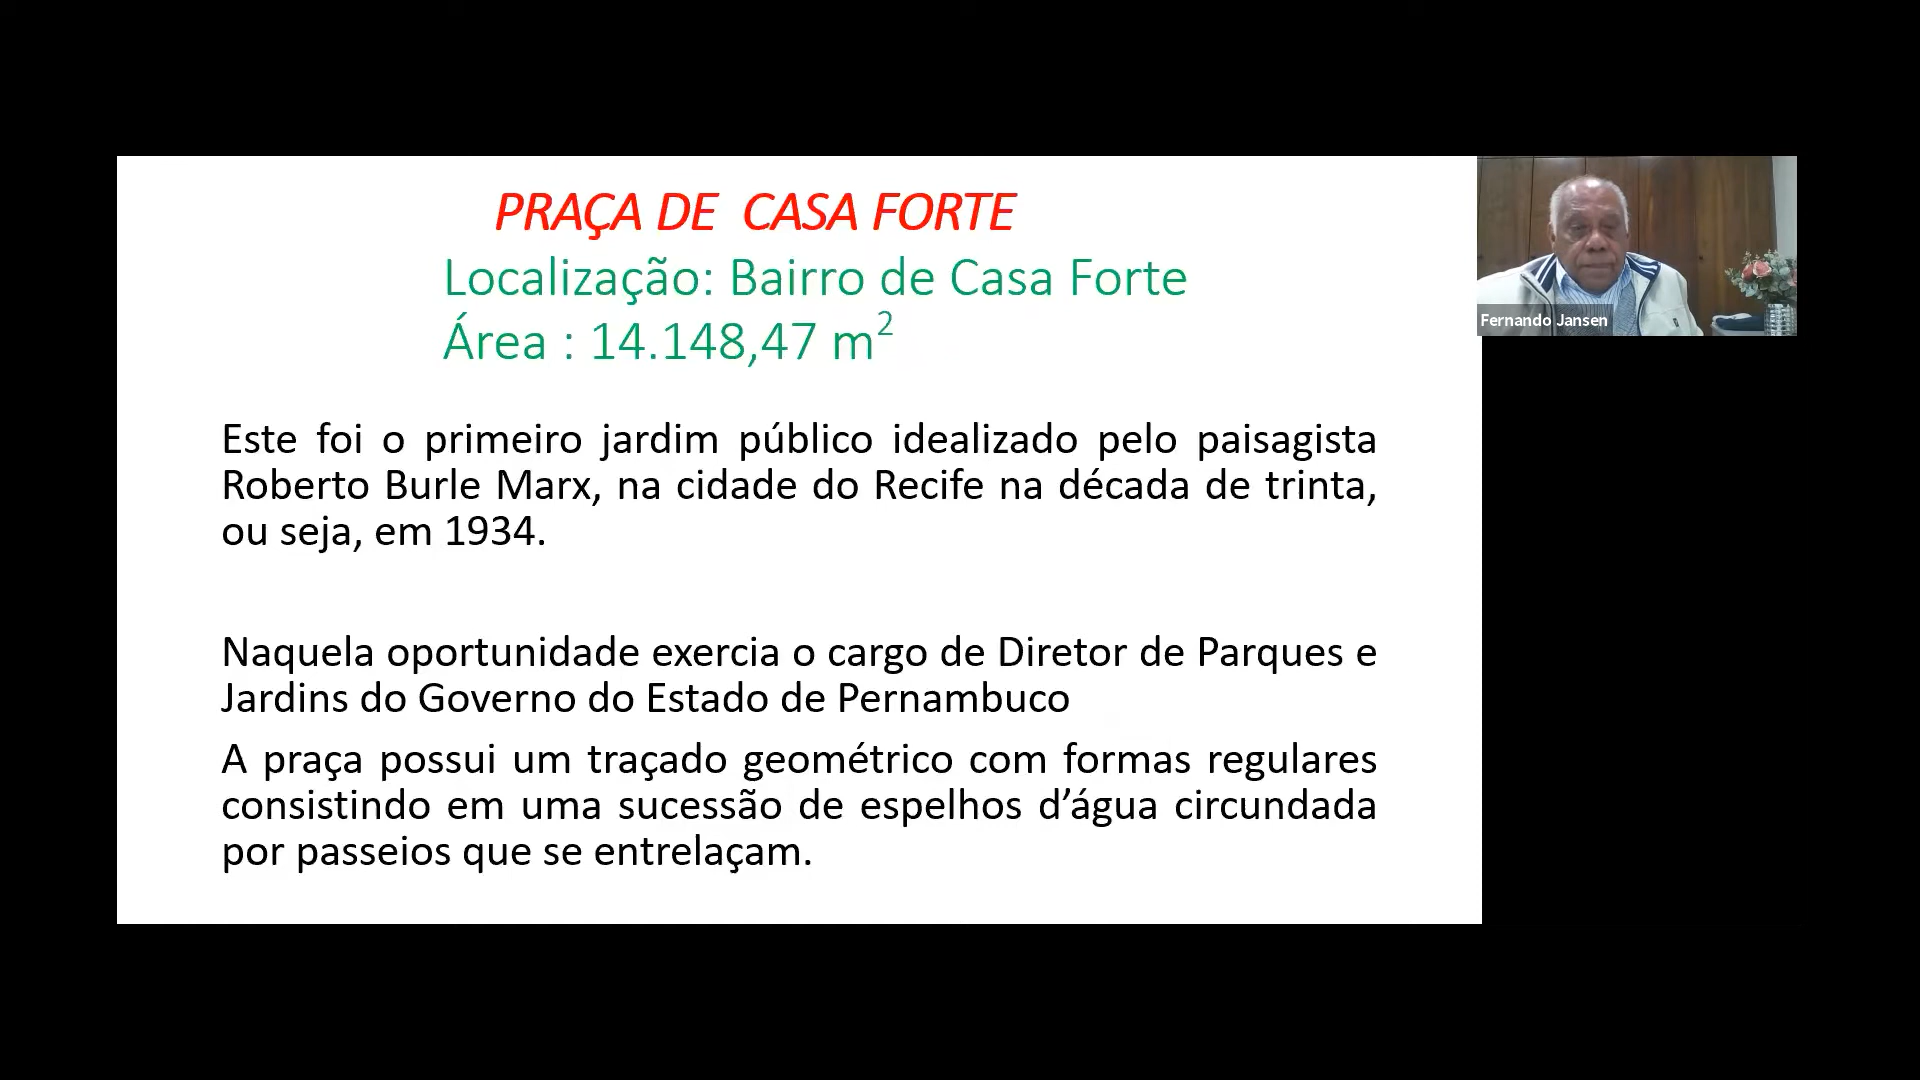 PRAÇA DE CASA FORTE
Localização: Bairro de Casa Forte
Área : 14.148,47 m²
Este foi o primeiro jardim público idealizado pelo paisagista
Roberto Burle Marx, na cidade do Recife na década de trinta,
ou seja, em 1934.
Naquela oportunidade exercia o cargo de Diretor de Parques e
Jardins do Governo do Estado de Pernambuco
A praça possui um traçado geométrico com formas regulares
consistindo em uma sucessão de espelhos d’água circundada
por passeios que se entrelaçam.
Fernando Jansen